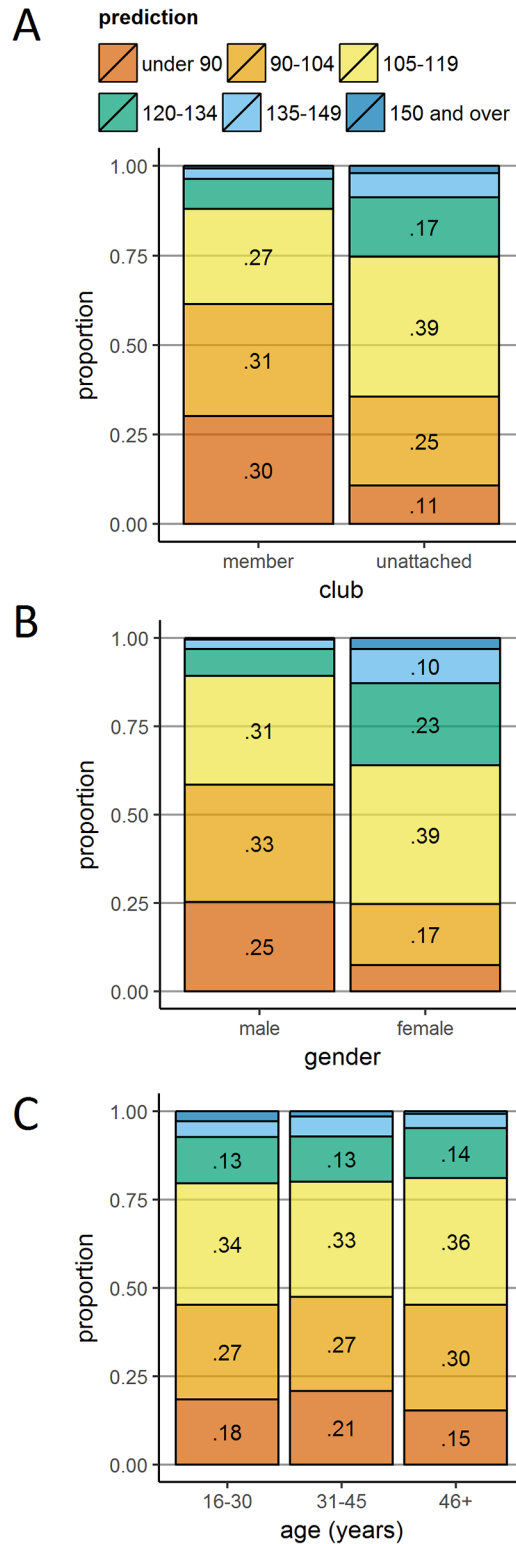 A
prediction
under 90 90-104 105-119
120-134 135-149 150 and over
1.00
0.75
0.50
0.25
0.00
proportion
.27
.31
.30
.17
.39
.25
.11
member unattached
club
B
1.00
0.75
0.50
0.25
0.00
proportion
.31
.33
.25
.10
.23
.39
.17
male female
gender
C
1.00
0.75
0.50
0.25
0.00
proportion
.13
.34
.27
.18
.13
.33
.27
.21
.14
.36
.30
.15
16-30 31-45 46+
age (years)